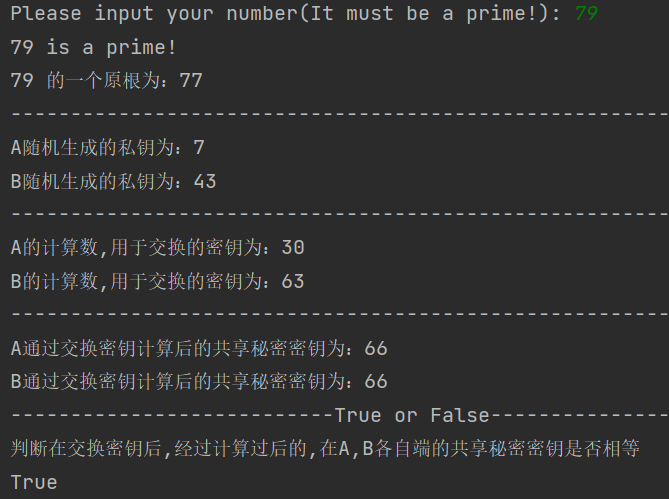 Please input your number(It must be a prime!): 79
79 is a prime!
79 的一个原根为：77
------------------------------------------------------
A随机生成的私钥为：7
B随机生成的私钥为：43
------------------------------------------------------
A的计算数,用于交换的密钥为：30
B的计算数,用于交换的密钥为：63
------------------------------------------------------
A通过交换密钥计算后的共享秘密密钥为：66
B通过交换密钥计算后的共享秘密密钥为：66
---------------------------True or False---------------
判断在交换密钥后,经过计算过后的,在A,B各自端的共享秘密密钥是否相等
True